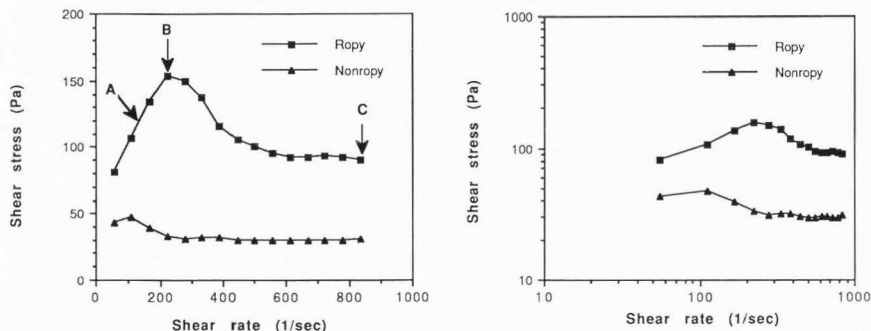 200
150
100
50
0
Shear stress (Pa)
A
B
C
Ropy
Nonropy
0 200 400 600 800 1000
Shear rate (1/sec)
1000
100
10
Shear stress (Pa)
Ropy
Nonropy
10 100 1000
Shear rate (1/sec)